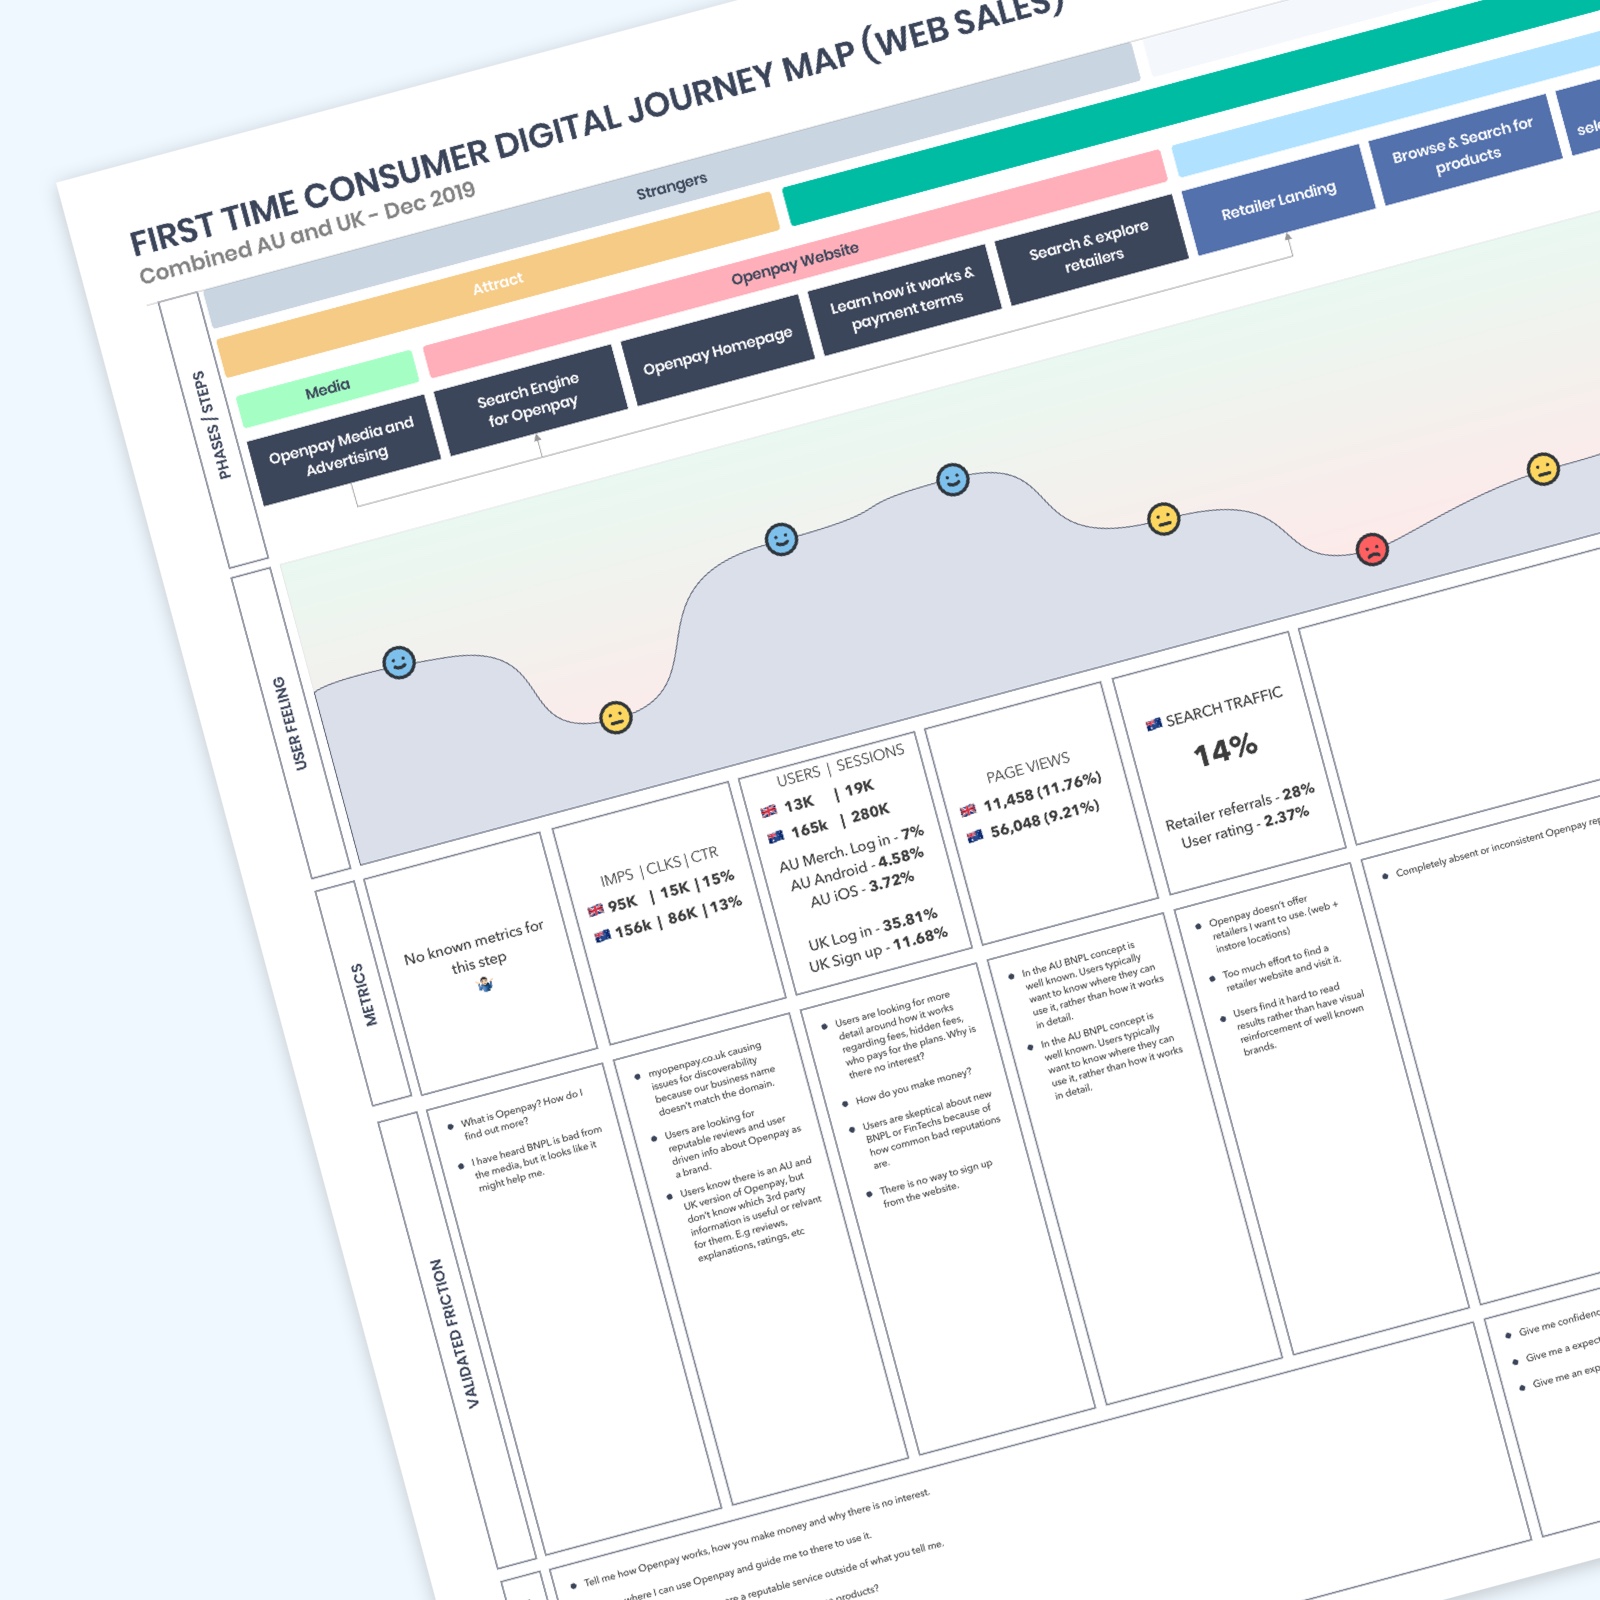 FIRST TIME CONSUMER DIGITAL JOURNEY MAP (WEB SALES)
Combined AU and UK - Dec 2019
PHASES / STEPS
Strangers
Attract
Media
Openpay Website
Openpay Media and
Advertising
Search Engine
for Openpay
Openpay Homepage
Learn how it works &
payment terms
Search & explore
retailers
Retailer Landing
Browse & Search for
products
USER FEELING
METRICS
No known metrics for
this step
IMPS | CLKS | CTR
95K | 15K | 15%
156k | 86K | 13%
USERS | SESSIONS
13K | 19K
165k | 280K
AU Merch. Log in - 7%
AU Android - 4.58%
AU iOS - 3.72%
UK Log in - 35.81%
UK Sign up - 11.68%
PAGE VIEWS
11,458 (11.76%)
56,048 (9.21%)
SEARCH TRAFFIC
14%
Retailer referrals - 28%
User rating - 2.37%
VALIDATED FRICTION
What is Openpay? How do I
find out more?
I have heard BNPL is bad from
the media, but it looks like it
might help me.
myopenpay.co.uk causing
issues for discoverability
because our business name
doesn't match the domain.
Users are looking for
reputable reviews and user
driven info about Openpay as
a brand.
Users know there is an AU and
UK version of Openpay, but
don't know which 3rd party
information is useful or relvant
for them. E.g reviews,
explanations, ratings, etc
Users are looking for more
detail around how it works
regarding fees, hidden fees,
who pays for the plans. Why is
there no interest?
How do you make money?
Users are skeptical about new
BNPL or FinTechs because of
how common bad reputations
are.
There is no way to sign up
from the website.
In the AU BNPL concept is
well known. Users typically
want to know where they can
use it, rather than how it works
in detail.
In the AU BNPL concept is
well known. Users typically
want to know where they can
use it, rather than how it works
in detail.
Openpay doesn't offer
retailers I want to use. (web +
instore locations)
Too much effort to find a
retailer website and visit it.
Users find it hard to read
results rather than have visual
reinforcement of well known
brands.
Completely absent or inconsistent Openpay
Tell me how Openpay works, how you make money and why there is no interest.
where I can use Openpay and guide me to there to use it.
a reputable service outside of what you tell me.
products?
Give me
Give me a
Give me an